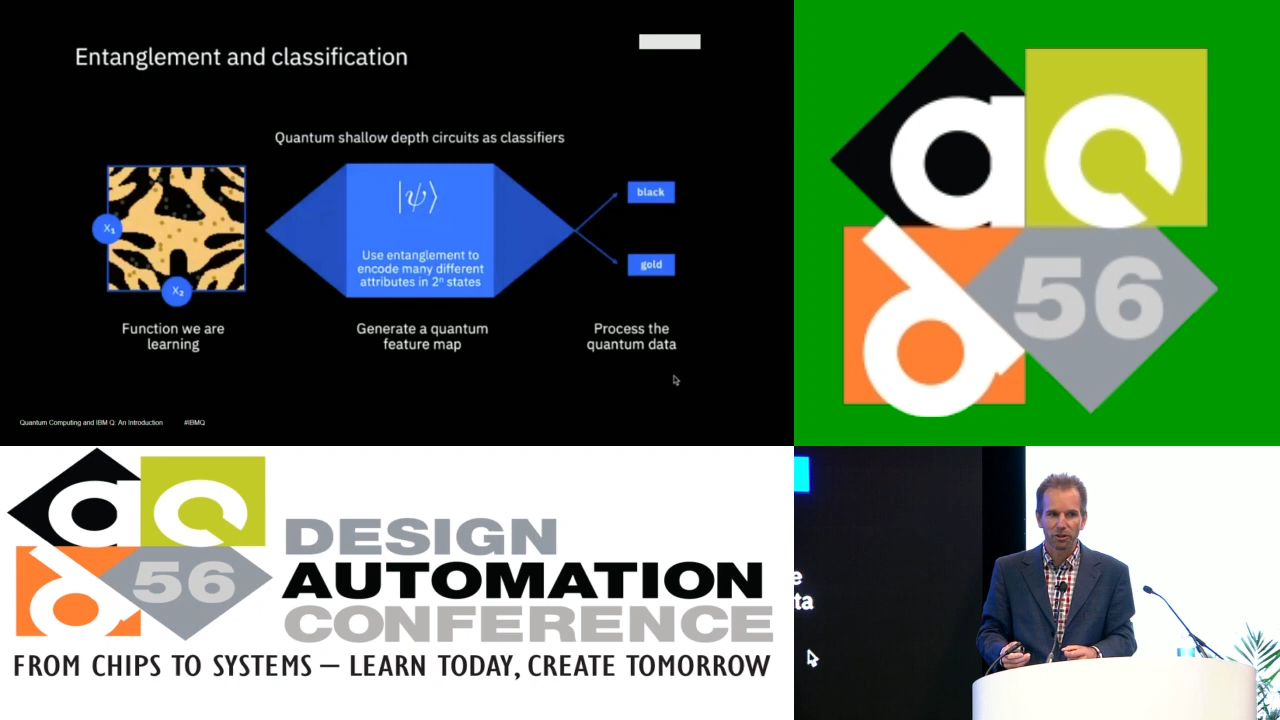 Entanglement and classification
Quantum shallow depth circuits as classifiers
X₁
X₂
|ψ⟩
Use entanglement to
encode many different
attributes in 2ⁿ states
black
gold
Function we are
learning
Generate a quantum
feature map
Process the
quantum data
Quantum Computing and IBM Q: An Introduction #IBMQ
dac
56
dac
56
DESIGN
AUTOMATION
CONFERENCE
FROM CHIPS TO SYSTEMS — LEARN TODAY, CREATE TOMORROW